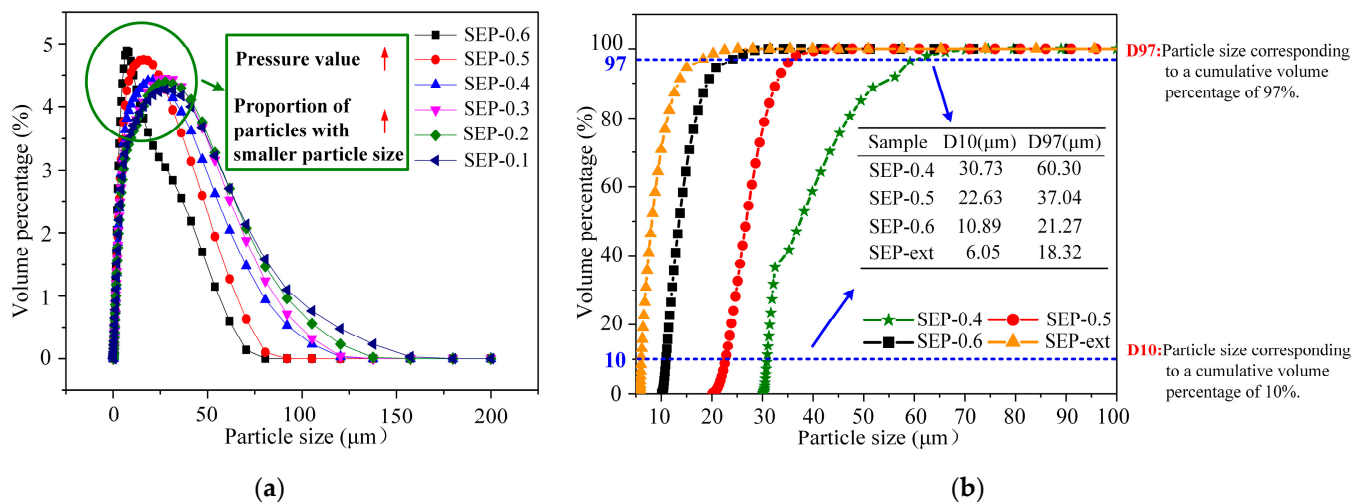 (a)
Volume percentage (%)
5
4
3
2
1
0
0
50
100
150
200
Particle size (μm)
Pressure value
Proportion of
particles with
smaller particle size
SEP-0.6
SEP-0.5
SEP-0.4
SEP-0.3
SEP-0.2
SEP-0.1
(a)
(b)
Volume percentage (%)
100
97
80
60
40
20
10
0
10
20
30
40
50
60
70
80
90
100
Particle size (μm)
Sample D10(μm) D97(μm)
SEP-0.4 30.73 60.30
SEP-0.5 22.63 37.04
SEP-0.6 10.89 21.27
SEP-ext 6.05 18.32
SEP-0.4 SEP-0.5
SEP-0.6 SEP-ext
D97:Particle size corresponding
to a cumulative volume
percentage of 97%.
D10:Particle size corresponding
to a cumulative volume
percentage of 10%.
(b)